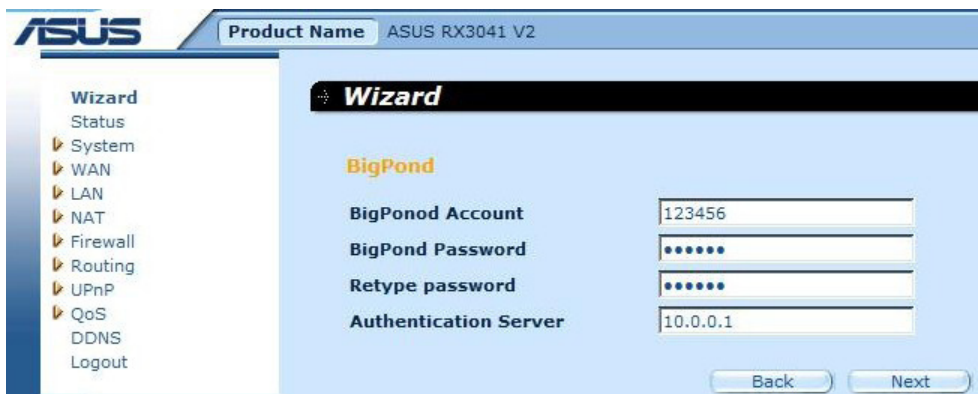 ASUS
Product Name ASUS RX3041 V2
Wizard
Status
System
WAN
LAN
NAT
Firewall
Routing
UPnP
QoS
DDNS
Logout
Wizard
BigPond
BigPonod Account 123456
BigPond Password ••••••
Retype password ••••••
Authentication Server 10.0.0.1
Back Next